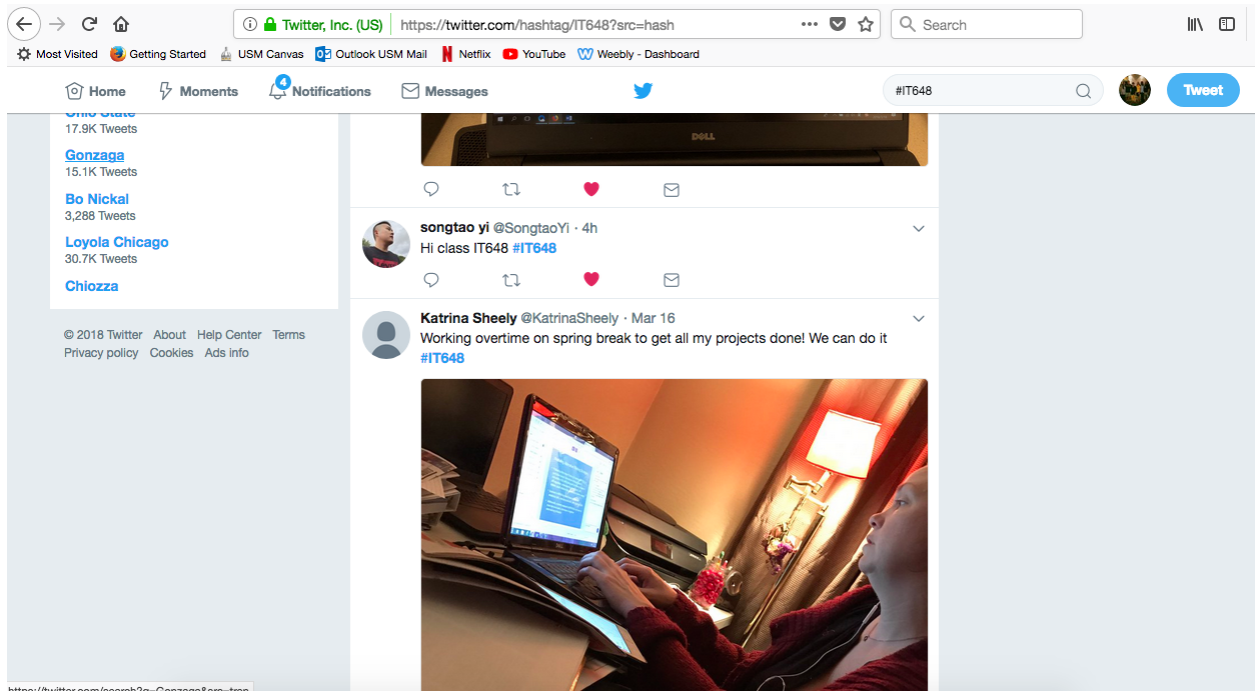 Twitter, Inc. (US) https://twitter.com/hashtag/IT648?src=hash Search
Most Visited Getting Started USM Canvas Outlook USM Mail Netflix YouTube Weebly - Dashboard
Home Moments 4 Notifications Messages #IT648 Tweet
Ohio State
17.9K Tweets
Gonzaga
15.1K Tweets
Bo Nickal
3,288 Tweets
Loyola Chicago
30.7K Tweets
Chiozza
© 2018 Twitter About Help Center Terms
Privacy policy Cookies Ads info
DELL
songtao yi @SongtaoYi · 4h
Hi class IT648 #IT648
Katrina Sheely @KatrinaSheely · Mar 16
Working overtime on spring break to get all my projects done! We can do it
#IT648